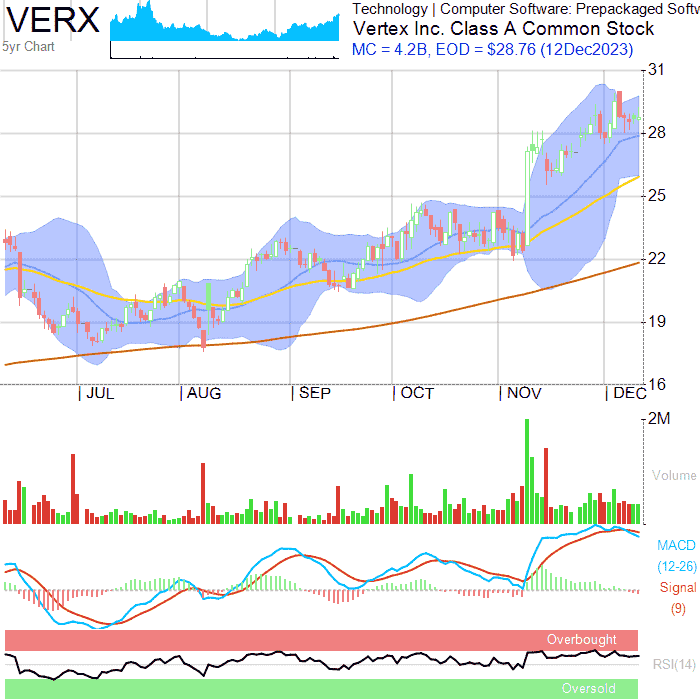 VERX
5yr Chart
Technology | Computer Software: Prepackaged Softw
Vertex Inc. Class A Common Stock
MC = 4.2B, EOD = $28.76 (12Dec2023)
31
28
25
22
19
16
| JUL
| AUG
| SEP
| OCT
| NOV
| DEC
2M
Volume
MACD
(12-26)
Signal
(9)
Overbought
RSI(14)
Oversold